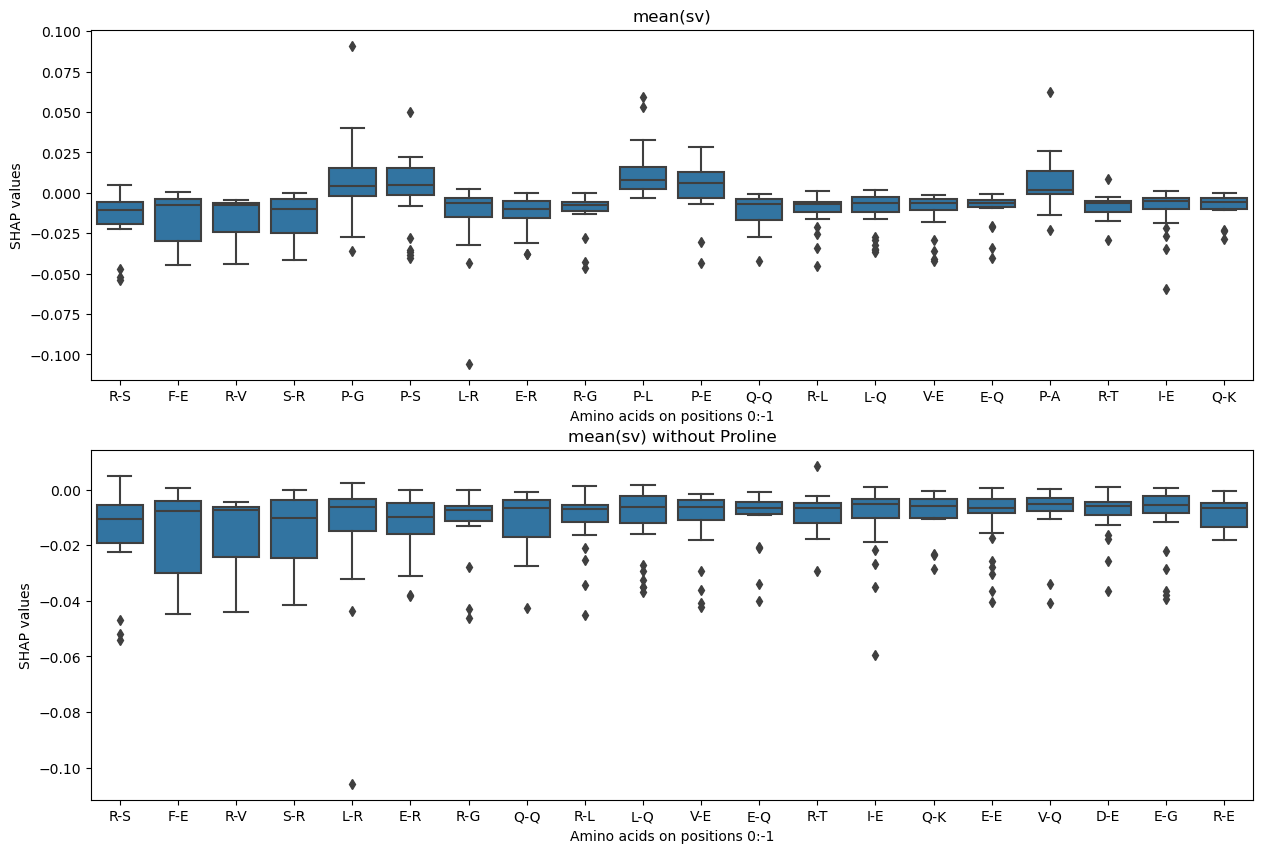 mean(sv)
0.100
0.075
0.050
0.025
0.000
−0.025
−0.050
−0.075
−0.100
SHAP values
R-S F-E R-V S-R P-G P-S L-R E-R R-G P-L P-E Q-Q R-L L-Q V-E E-Q P-A R-T I-E Q-K
Amino acids on positions 0:-1
mean(sv) without Proline
0.00
−0.02
−0.04
−0.06
−0.08
−0.10
SHAP values
R-S F-E R-V S-R L-R E-R R-G Q-Q R-L L-Q V-E E-Q R-T I-E Q-K E-E V-Q D-E E-G R-E
Amino acids on positions 0:-1